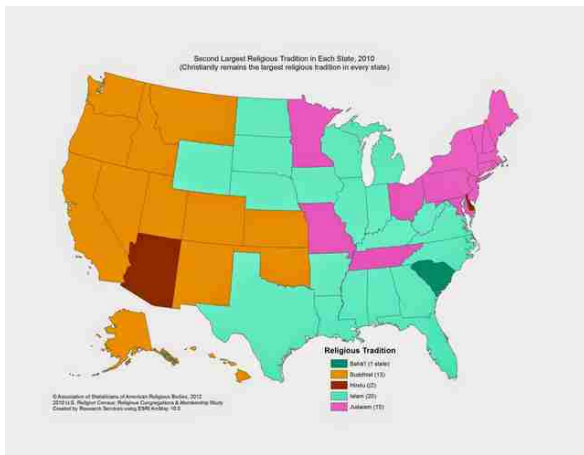 Second Largest Religious Tradition in Each State, 2010
(Christianity remains the largest religious tradition in every state)
Religious Tradition
Bahá'í (1 state)
Buddhist (13)
Hindu (2)
Islam (20)
Judaism (15)
© Association of Statisticians of American Religious Bodies, 2012
2010 U.S. Religion Census: Religious Congregations & Membership Study
Created by Research Services using ESRI ArcMap 10.0